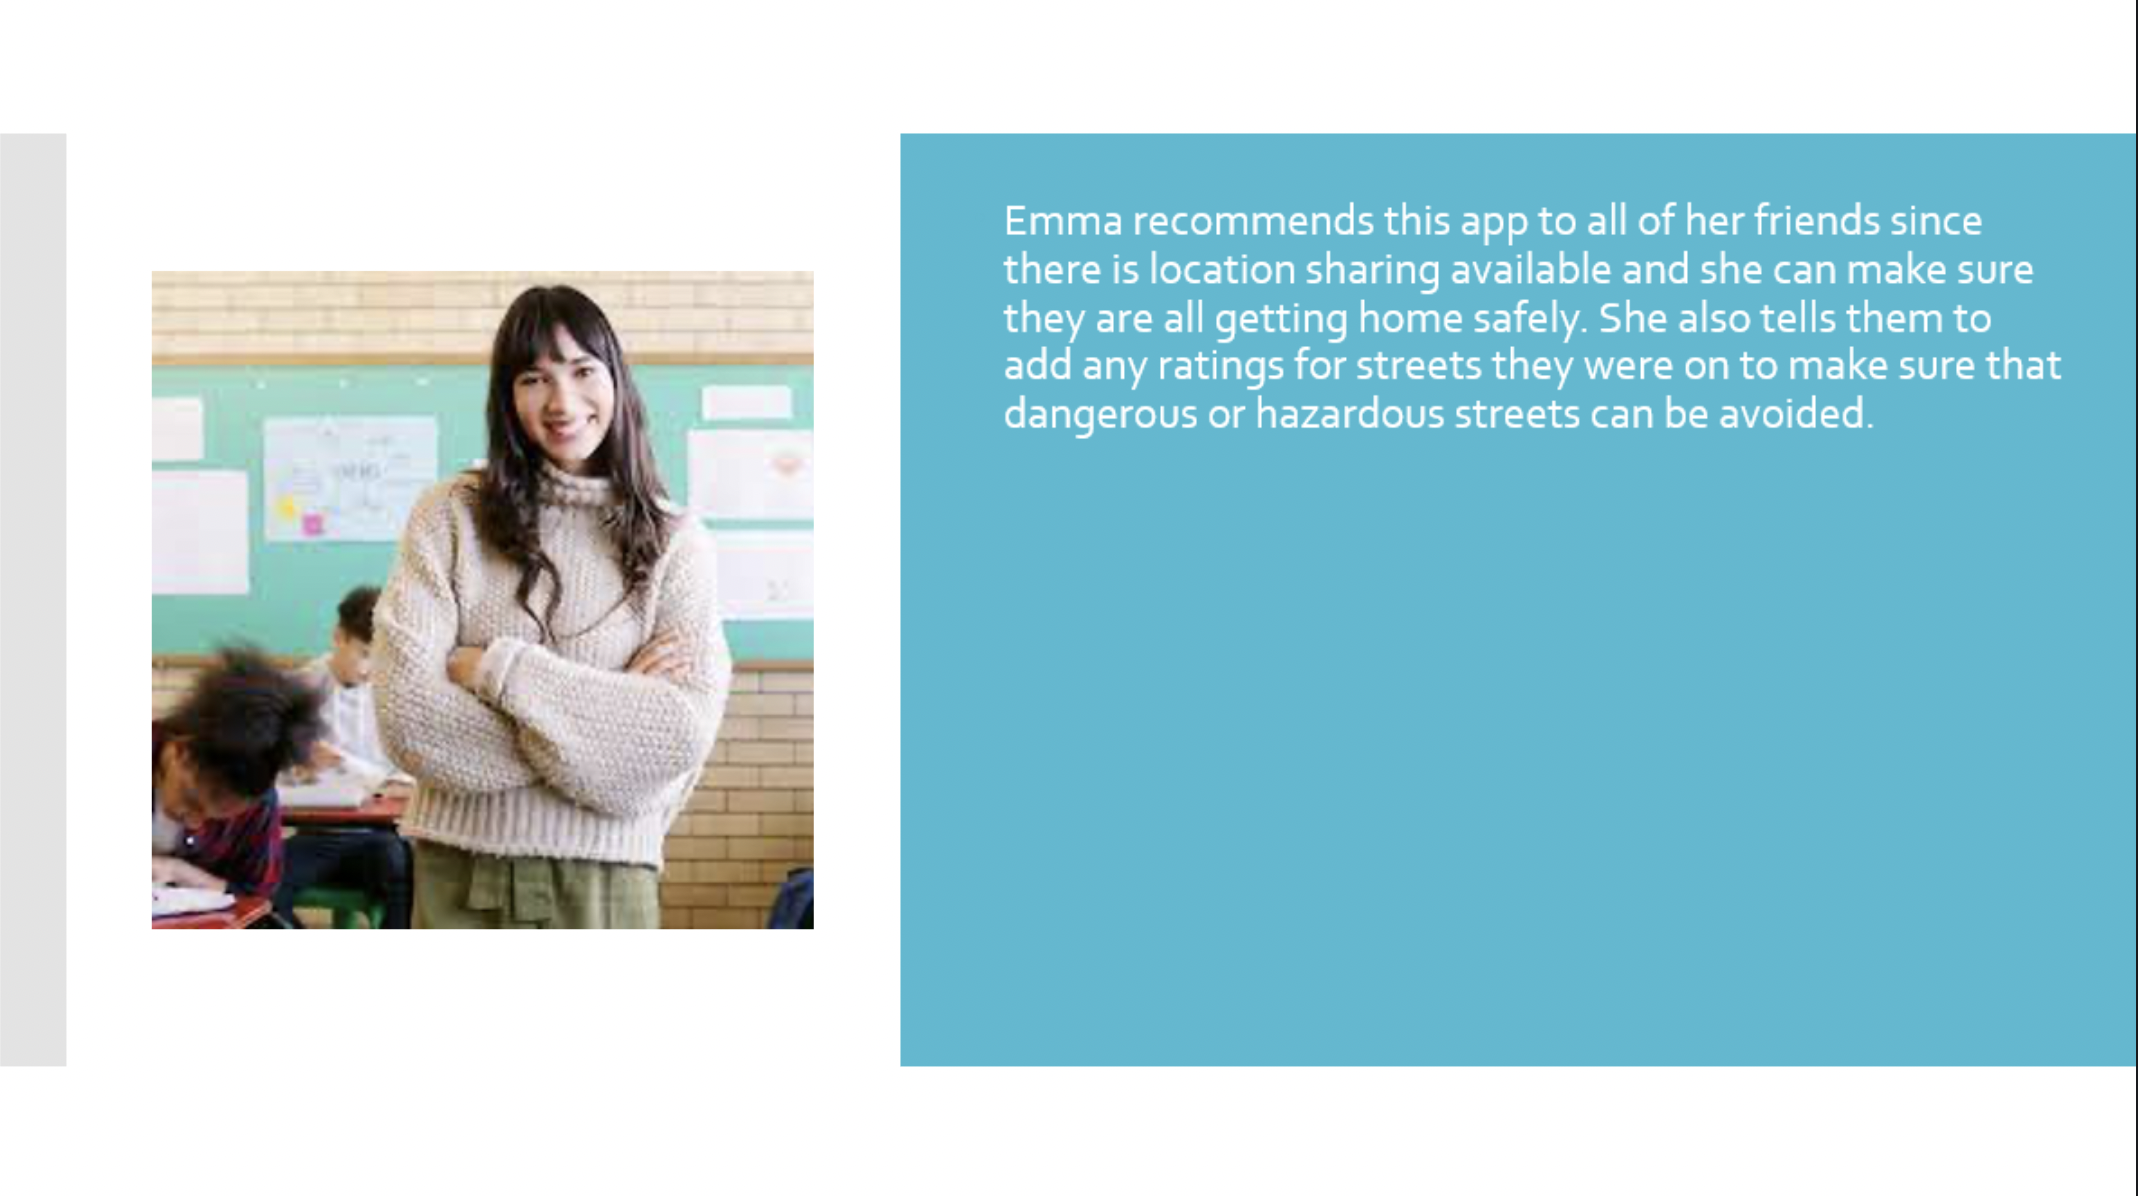 Emma recommends this app to all of her friends since
there is location sharing available and she can make sure
they are all getting home safely. She also tells them to
add any ratings for streets they were on to make sure that
dangerous or hazardous streets can be avoided.